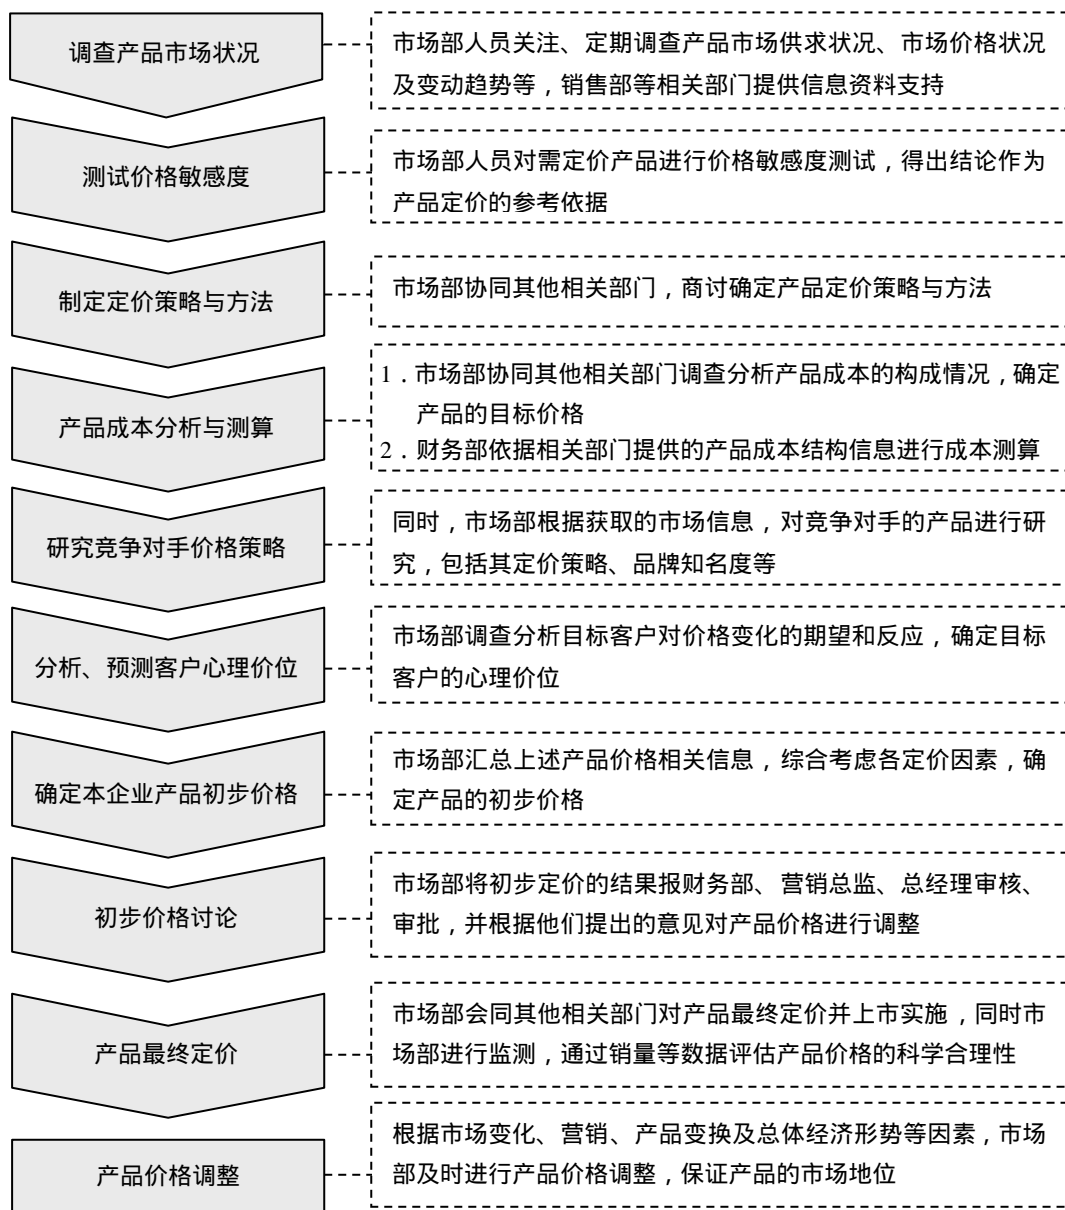 调查产品市场状况
市场部人员关注、定期调查产品市场供求状况、市场价格状况
及变动趋势等，销售部等相关部门提供信息资料支持
测试价格敏感度
市场部人员对需定价产品进行价格敏感度测试，得出结论作为
产品定价的参考依据
制定定价策略与方法
市场部协同其他相关部门，商讨确定产品定价策略与方法
产品成本分析与测算
1．市场部协同其他相关部门调查分析产品成本的构成情况，确定
产品的目标价格
2．财务部依据相关部门提供的产品成本结构信息进行成本测算
研究竞争对手价格策略
同时，市场部根据获取的市场信息，对竞争对手的产品进行研
究，包括其定价策略、品牌知名度等
分析、预测客户心理价位
市场部调查分析目标客户对价格变化的期望和反应，确定目标
客户的心理价位
确定本企业产品初步价格
市场部汇总上述产品价格相关信息，综合考虑各定价因素，确
定产品的初步价格
初步价格讨论
市场部将初步定价的结果报财务部、营销总监、总经理审核、
审批，并根据他们提出的意见对产品价格进行调整
产品最终定价
市场部会同其他相关部门对产品最终定价并上市实施，同时市
场部进行监测，通过销量等数据评估产品价格的科学合理性
产品价格调整
根据市场变化、营销、产品变换及总体经济形势等因素，市场
部及时进行产品价格调整，保证产品的市场地位